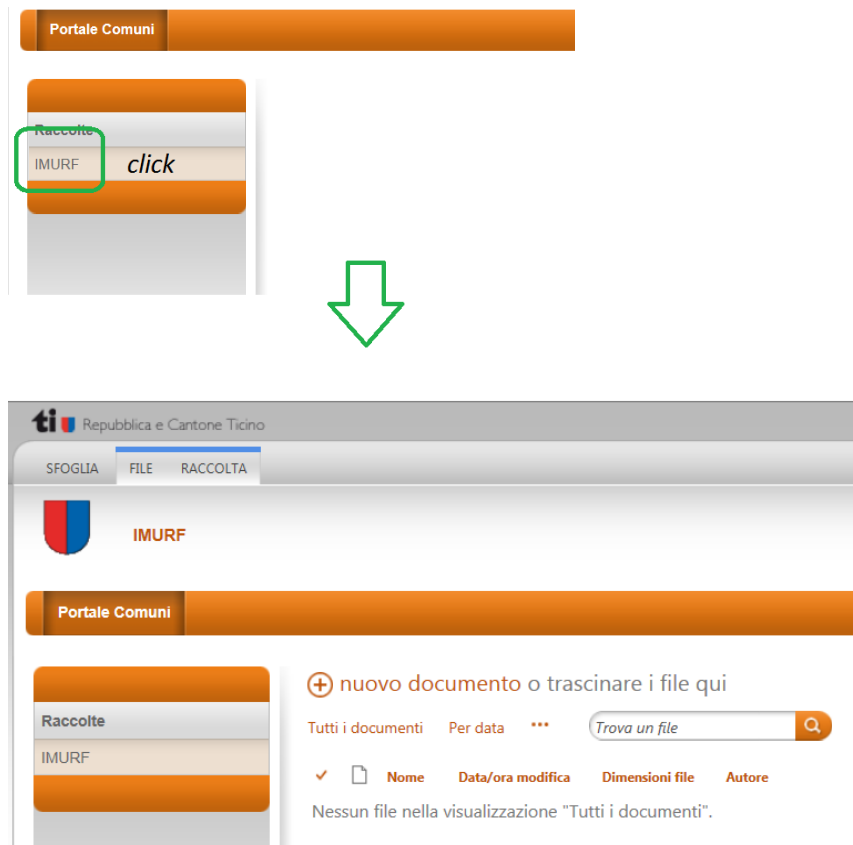 Portale Comuni
Raccolte
IMURF click
ti Repubblica e Cantone Ticino
SFOGLIA FILE RACCOLTA
IMURF
Portale Comuni
nuovo documento o trascinare i file qui
Raccolte
Tutti i documenti Per data ••• Trova un file
IMURF
Nome Data/ora modifica Dimensioni file Autore
Nessun file nella visualizzazione "Tutti i documenti".